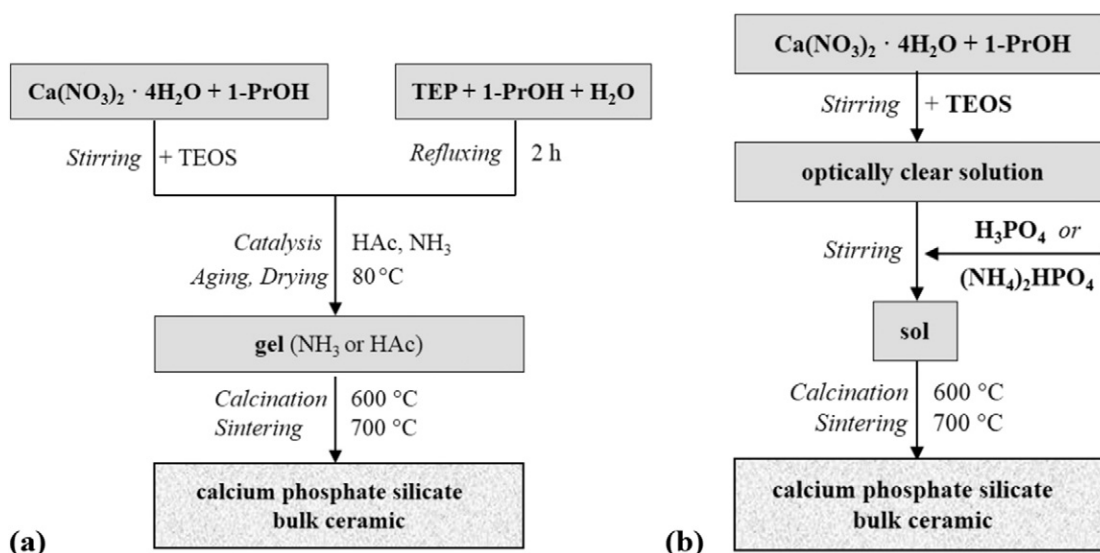 Ca(NO₃)₂ · 4H₂O + 1-PrOH
TEP + 1-PrOH + H₂O
Stirring + TEOS
Refluxing 2 h
Catalysis HAc, NH₃
Aging, Drying 80 °C
gel (NH₃ or HAc)
Calcination 600 °C
Sintering 700 °C
calcium phosphate silicate
bulk ceramic
(a)
Ca(NO₃)₂ · 4H₂O + 1-PrOH
Stirring + TEOS
optically clear solution
H₃PO₄ or
Stirring
(NH₄)₂HPO₄
sol
Calcination 600 °C
Sintering 700 °C
calcium phosphate silicate
bulk ceramic
(b)